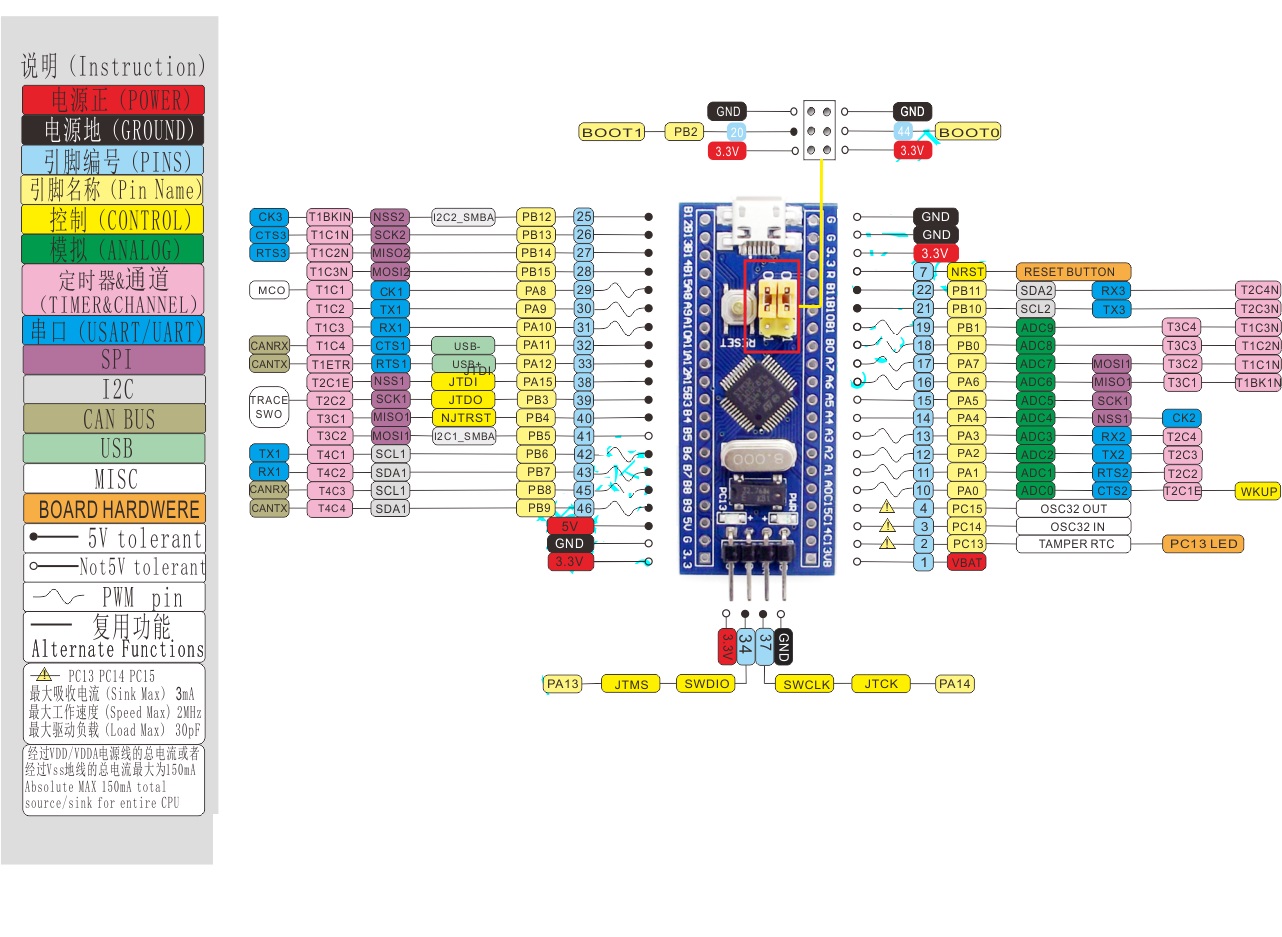 说明 (Instruction)
电源正 (POWER)
电源地 (GROUND)
引脚编号 (PINS)
引脚名称 (Pin Name)
控制 (CONTROL)
模拟 (ANALOG)
定时器&通道
(TIMER&CHANNEL)
串口 (USART/UART)
SPI
I2C
CAN BUS
USB
MISC
BOARD HARDWERE
5V tolerant
Not5V tolerant
PWM pin
复用功能
Alternate Functions
PC13 PC14 PC15
最大吸收电流 (Sink Max) 3mA
最大工作速度 (Speed Max) 2MHz
最大驱动负载 (Load Max) 30pF
经过VDD/VDDA电源线的总电流或者
经过Vss地线的总电流最大为150mA
Absolute MAX 150mA total
source/sink for entire CPU
GND GND
BOOT1 PB2 20 44 BOOT0
3.3V 3.3V
CK3 T1BKIN NSS2 I2C2_SMBA PB12 25
CTS3 T1C1N SCK2 PB13 26
RTS3 T1C2N MISO2 PB14 27
T1C3N MOSI2 PB15 28
MCO T1C1 CK1 PA8 29
T1C2 TX1 PA9 30
T1C3 RX1 PA10 31
CANRX T1C4 CTS1 USB- PA11 32
CANTX T1ETR RTS1 USB+ PA12 33
JTDI
T2C1E NSS1 JTDI PA15 38
TRACE SWO T2C2 SCK1 JTDO PB3 39
T3C1 MISO1 NJTRST PB4 40
T3C2 MOSI1 I2C1_SMBA PB5 41
TX1 T4C1 SCL1 PB6 42
RX1 T4C2 SDA1 PB7 43
CANRX T4C3 SCL1 PB8 45
CANTX T4C4 SDA1 PB9 46
5V
GND
3.3V
B12 B13 B14 B15 A8 A9 A10 A11 A12 A15 B3 B4 B5 B6 B7 B8 B9 5V G 3.3
RESET
8.000
PC13
PWR
G G 3.3 R B11 B10 B1 B0 A7 A6 A5 A4 A3 A2 A1 A0 C15 C14 C13 VB
GND
GND
3.3V
7 NRST RESET BUTTON
22 PB11 SDA2 RX3 T2C4N
21 PB10 SCL2 TX3 T2C3N
19 PB1 ADC9 T3C4 T1C3N
18 PB0 ADC8 T3C3 T1C2N
17 PA7 ADC7 MOSI1 T3C2 T1C1N
16 PA6 ADC6 MISO1 T3C1 T1BK1N
15 PA5 ADC5 SCK1
14 PA4 ADC4 NSS1 CK2
13 PA3 ADC3 RX2 T2C4
12 PA2 ADC2 TX2 T2C3
11 PA1 ADC1 RTS2 T2C2
10 PA0 ADC0 CTS2 T2C1E WKUP
4 PC15 OSC32 OUT
3 PC14 OSC32 IN
2 PC13 TAMPER RTC PC13 LED
1 VBAT
3.3V 34 37 GND
PA13 JTMS SWDIO SWCLK JTCK PA14